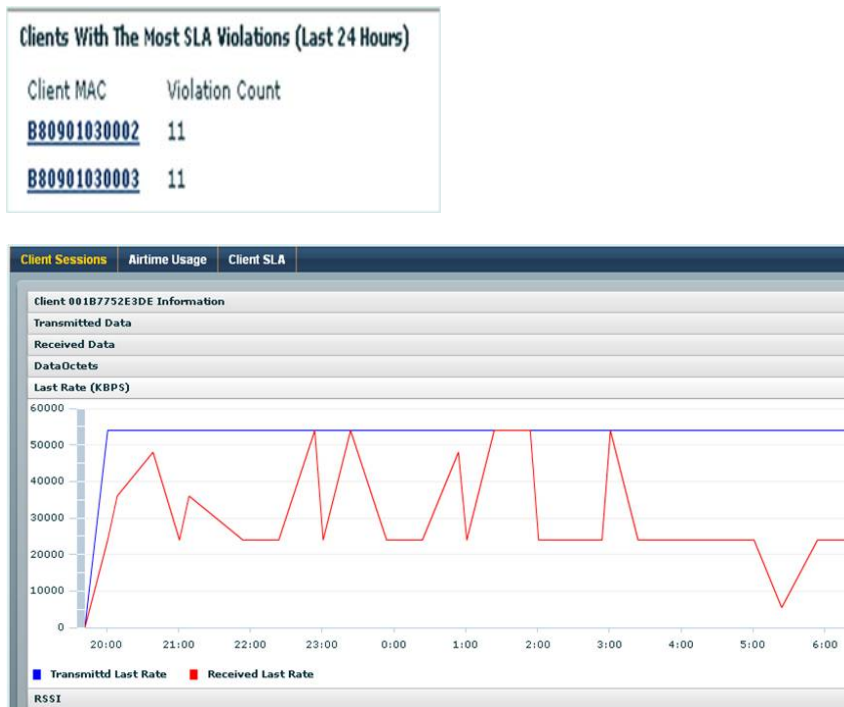 Clients With The Most SLA Violations (Last 24 Hours)
Client MAC Violation Count
B80901030002 11
B80901030003 11
Client Sessions Airtime Usage Client SLA
Client 001B7752E3DE Information
Transmitted Data
Received Data
DataOctets
Last Rate (KBPS)
60000
50000
40000
30000
20000
10000
0
20:00 21:00 22:00 23:00 0:00 1:00 2:00 3:00 4:00 5:00 6:00
Transmittd Last Rate Received Last Rate
RSSI